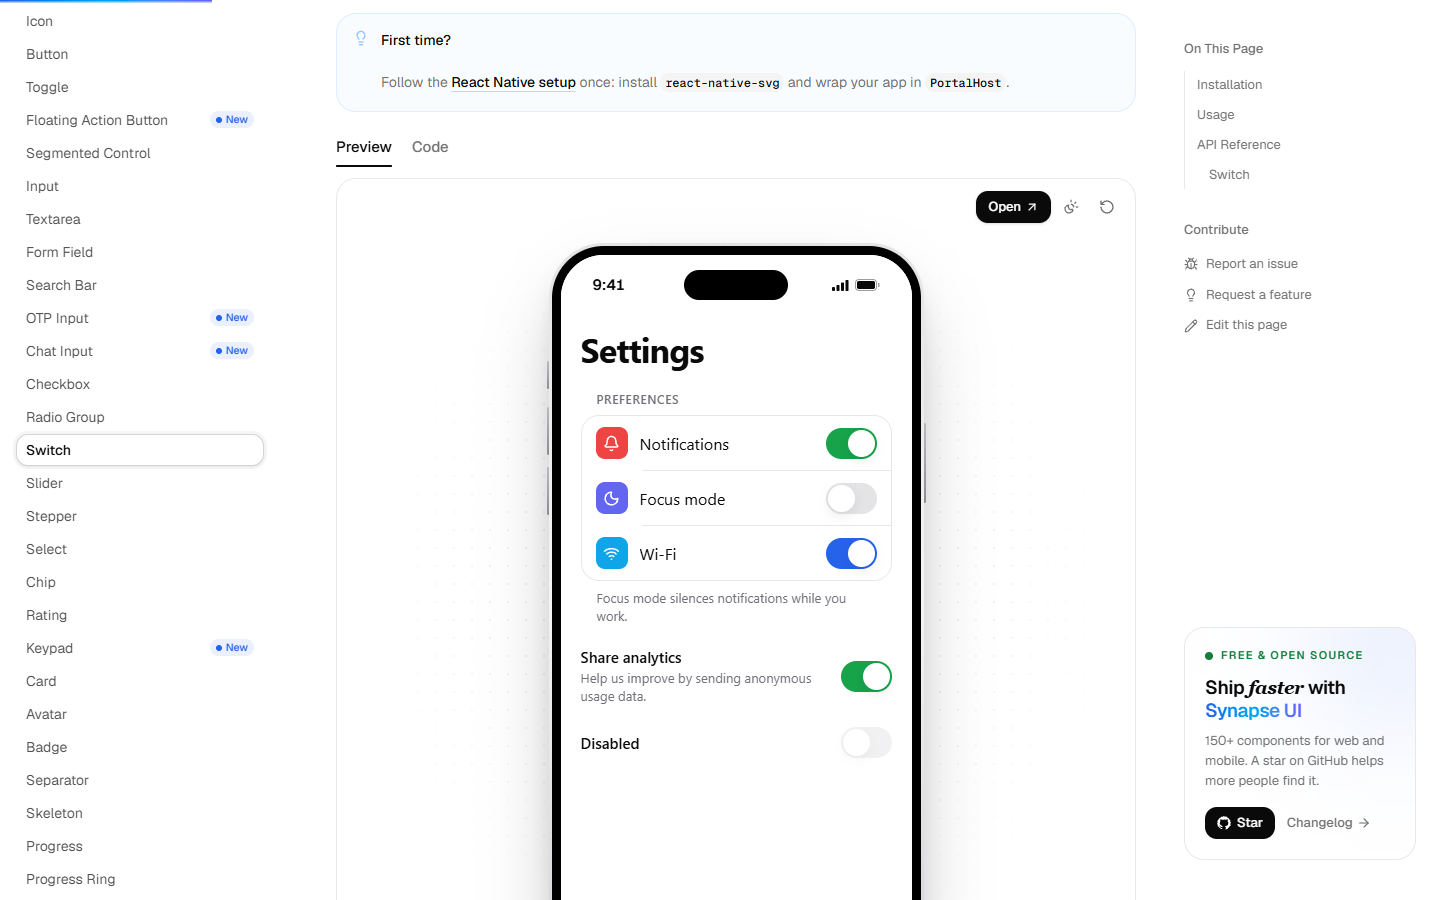 Icon
Button
Toggle
Floating Action Button
New
Segmented Control
Input
Textarea
Form Field
Search Bar
OTP Input
New
Chat Input
New
Checkbox
Radio Group
Switch
Slider
Stepper
Select
Chip
Rating
Keypad
New
Card
Avatar
Badge
Separator
Skeleton
Progress
Progress Ring
First time?
Follow the React Native setup once: install react-native-svg and wrap your app in PortalHost.
Preview
Code
Open
9:41
Settings
PREFERENCES
Notifications
Focus mode
Wi-Fi
Focus mode silences notifications while you
work.
Share analytics
Help us improve by sending anonymous
usage data.
Disabled
On This Page
Installation
Usage
API Reference
Switch
Contribute
Report an issue
Request a feature
Edit this page
FREE & OPEN SOURCE
Ship faster with
Synapse UI
150+ components for web and
mobile. A star on GitHub helps
more people find it.
Star
Changelog